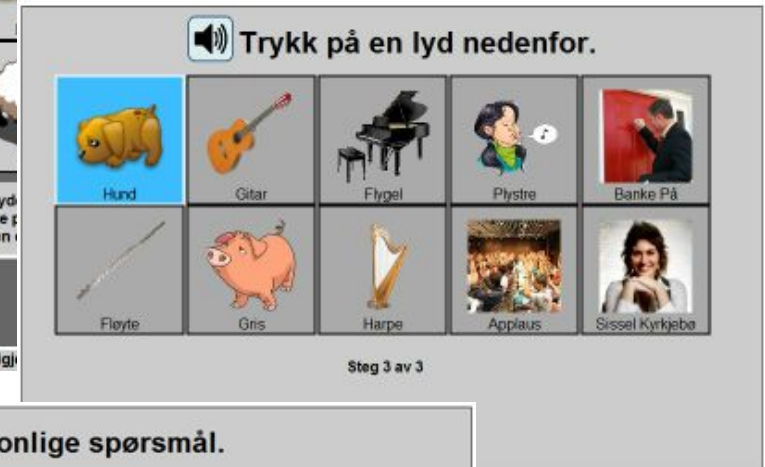 Trykk på en lyd nedenfor.
Hund Gitar Flygel Plystre Banke På
Fløyte Gris Harpe Applaus Sissel Kyrkjebø
Steg 3 av 3
onlige spørsmål.